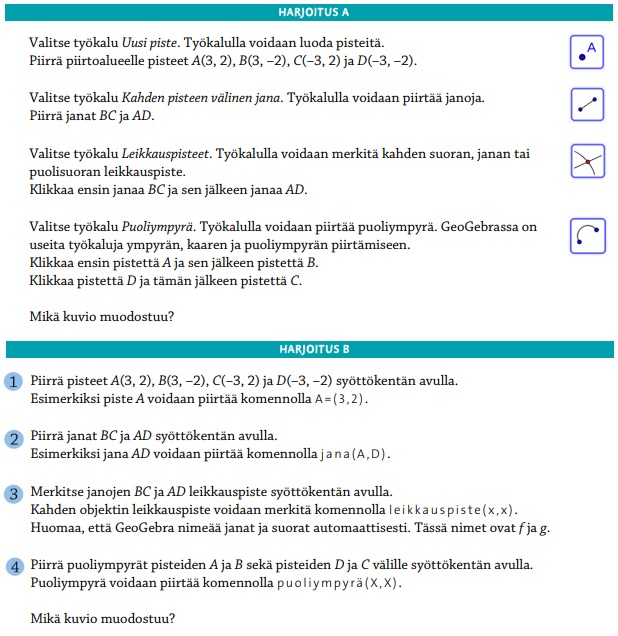 HARJOITUS A
Valitse työkalu Uusi piste. Työkalulla voidaan luoda pisteitä.
Piirrä piirtoalueelle pisteet A(3, 2), B(3, −2), C(−3, 2) ja D(−3, −2).
A
Valitse työkalu Kahden pisteen välinen jana. Työkalulla voidaan piirtää janoja.
Piirrä janat BC ja AD.
Valitse työkalu Leikkauspisteet. Työkalulla voidaan merkitä kahden suoran, janan tai
puolisuoran leikkauspiste.
Klikkaa ensin janaa BC ja sen jälkeen janaa AD.
Valitse työkalu Puoliympyrä. Työkalulla voidaan piirtää puoliympyrä. GeoGebrassa on
useita työkaluja ympyrän, kaaren ja puoliympyrän piirtämiseen.
Klikkaa ensin pistettä A ja sen jälkeen pistettä B.
Klikkaa pistettä D ja tämän jälkeen pistettä C.
Mikä kuvio muodostuu?
HARJOITUS B
1 Piirrä pisteet A(3, 2), B(3, −2), C(−3, 2) ja D(−3, −2) syöttökentän avulla.
Esimerkiksi piste A voidaan piirtää komennolla A=(3,2).
2 Piirrä janat BC ja AD syöttökentän avulla.
Esimerkiksi jana AD voidaan piirtää komennolla jana(A,D).
3 Merkitse janojen BC ja AD leikkauspiste syöttökentän avulla.
Kahden objektin leikkauspiste voidaan merkitä komennolla leikkauspiste(x,x).
Huomaa, että GeoGebra nimeää janat ja suorat automaattisesti. Tässä nimet ovat f ja g.
4 Piirrä puoliympyrät pisteiden A ja B sekä pisteiden D ja C välille syöttökentän avulla.
Puoliympyrä voidaan piirtää komennolla puoliympyrä(X,X).
Mikä kuvio muodostuu?